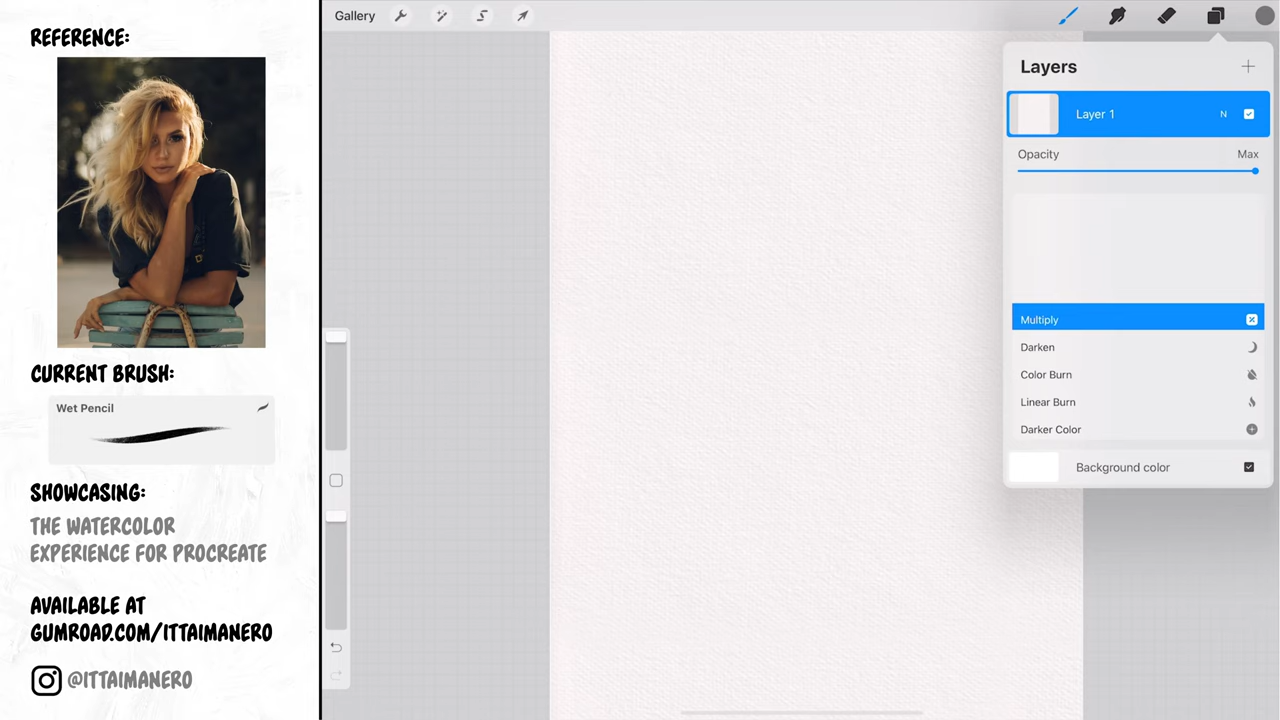 REFERENCE:
CURRENT BRUSH:
Wet Pencil
SHOWCASING:
THE WATERCOLOR
EXPERIENCE FOR PROCREATE
AVAILABLE AT
GUMROAD.COM/ITTAIMANERO
@ITTAIMANERO
Gallery
Layers
Layer 1 N
Opacity Max
Multiply
Darken
Color Burn
Linear Burn
Darker Color
Background color